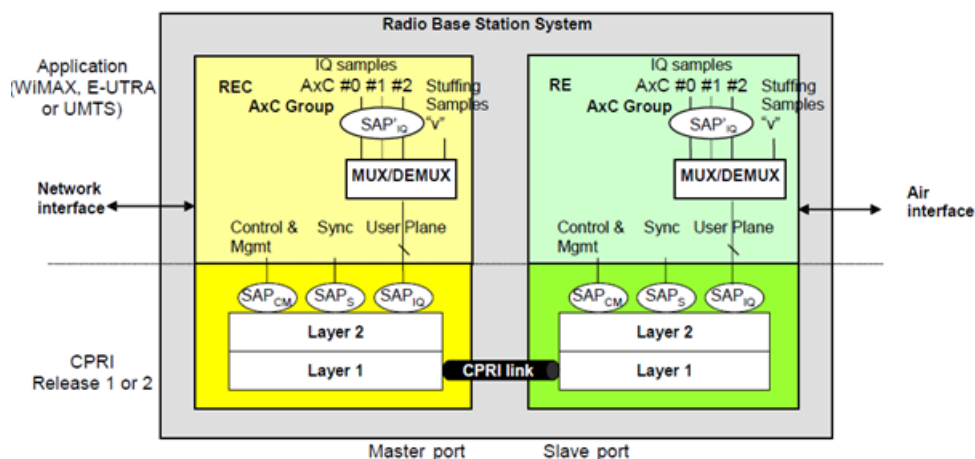 Radio Base Station System
Application
(WiMAX, E-UTRA
or UMTS)
REC
IQ samples
AxC #0 #1 #2
AxC Group
Stuffing
Samples
"v"
SAP'IQ
MUX/DEMUX
Network
interface
Control &
Mgmt
Sync
User Plane
SAPCM
SAPS
SAPIQ
Layer 2
Layer 1
CPRI
Release 1 or 2
CPRI link
RE
IQ samples
AxC #0 #1 #2
AxC Group
Stuffing
Samples
"v"
SAP'IQ
MUX/DEMUX
Air
interface
Control &
Mgmt
Sync
User Plane
SAPCM
SAPS
SAPIQ
Layer 2
Layer 1
Master port
Slave port